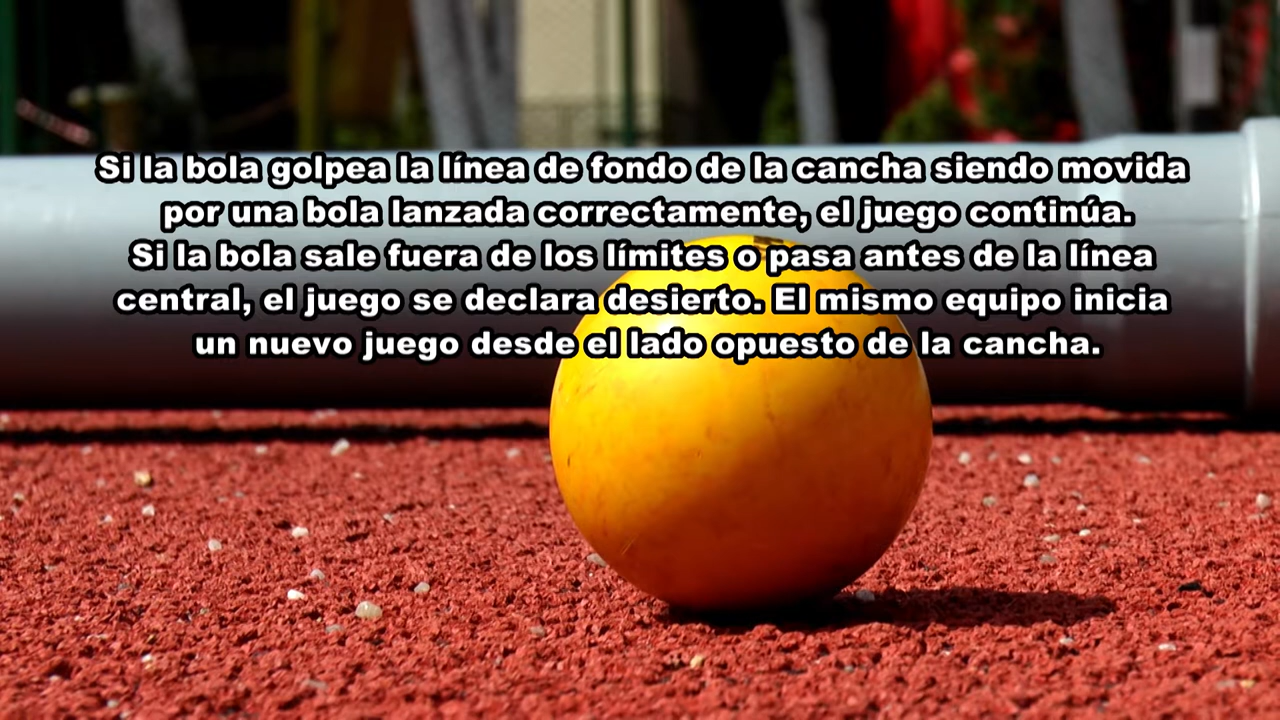 Si la bola golpea la línea de fondo de la cancha siendo movida
por una bola lanzada correctamente, el juego continúa.
Si la bola sale fuera de los límites o pasa antes de la línea
central, el juego se declara desierto. El mismo equipo inicia
un nuevo juego desde el lado opuesto de la cancha.